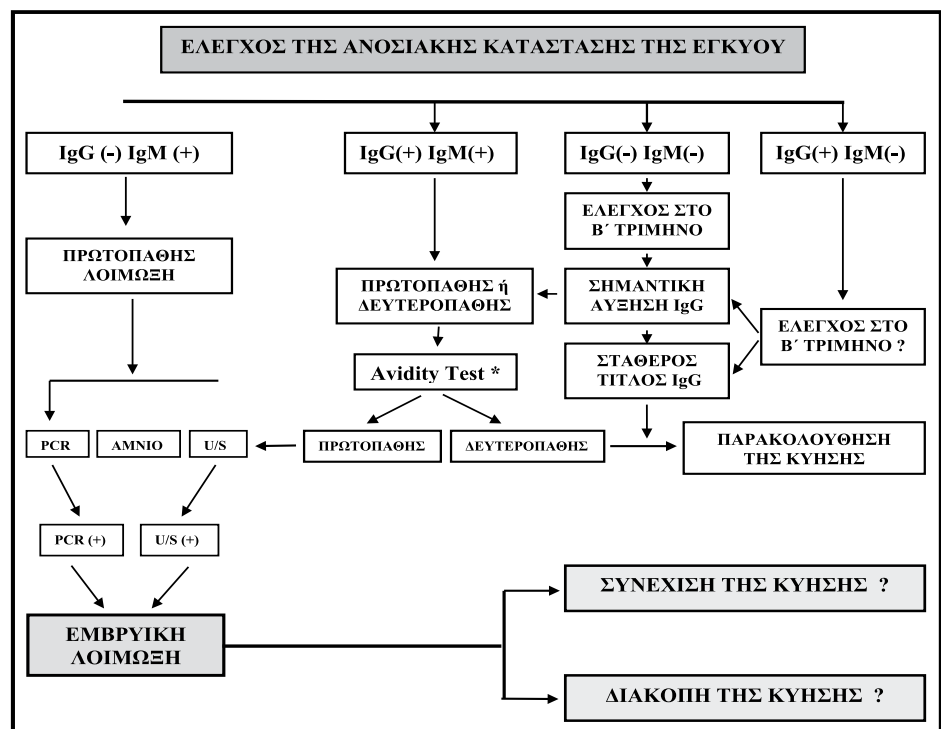 ΕΛΕΓΧΟΣ ΤΗΣ ΑΝΟΣΙΑΚΗΣ ΚΑΤΑΣΤΑΣΗΣ ΤΗΣ ΕΓΚΥΟΥ
IgG (-) IgM (+)
IgG(+) IgM(+)
IgG(-) IgM(-)
IgG(+) IgM(-)
ΕΛΕΓΧΟΣ ΣΤΟ
Β΄ ΤΡΙΜΗΝΟ
ΠΡΩΤΟΠΑΘΗΣ
ΛΟΙΜΩΞΗ
ΠΡΩΤΟΠΑΘΗΣ ή
ΔΕΥΤΕΡΟΠΑΘΗΣ
ΣΗΜΑΝΤΙΚΗ
ΑΥΞΗΣΗ IgG
ΕΛΕΓΧΟΣ ΣΤΟ
Β΄ ΤΡΙΜΗΝΟ ?
Avidity Test *
ΣΤΑΘΕΡΟΣ
ΤΙΤΛΟΣ IgG
PCR
ΑΜΝΙΟ
U/S
ΠΡΩΤΟΠΑΘΗΣ
ΔΕΥΤΕΡΟΠΑΘΗΣ
ΠΑΡΑΚΟΛΟΥΘΗΣΗ
ΤΗΣ ΚΥΗΣΗΣ
PCR (+)
U/S (+)
ΕΜΒΡΥΙΚΗ
ΛΟΙΜΩΞΗ
ΣΥΝΕΧΙΣΗ ΤΗΣ ΚΥΗΣΗΣ ?
ΔΙΑΚΟΠΗ ΤΗΣ ΚΥΗΣΗΣ ?